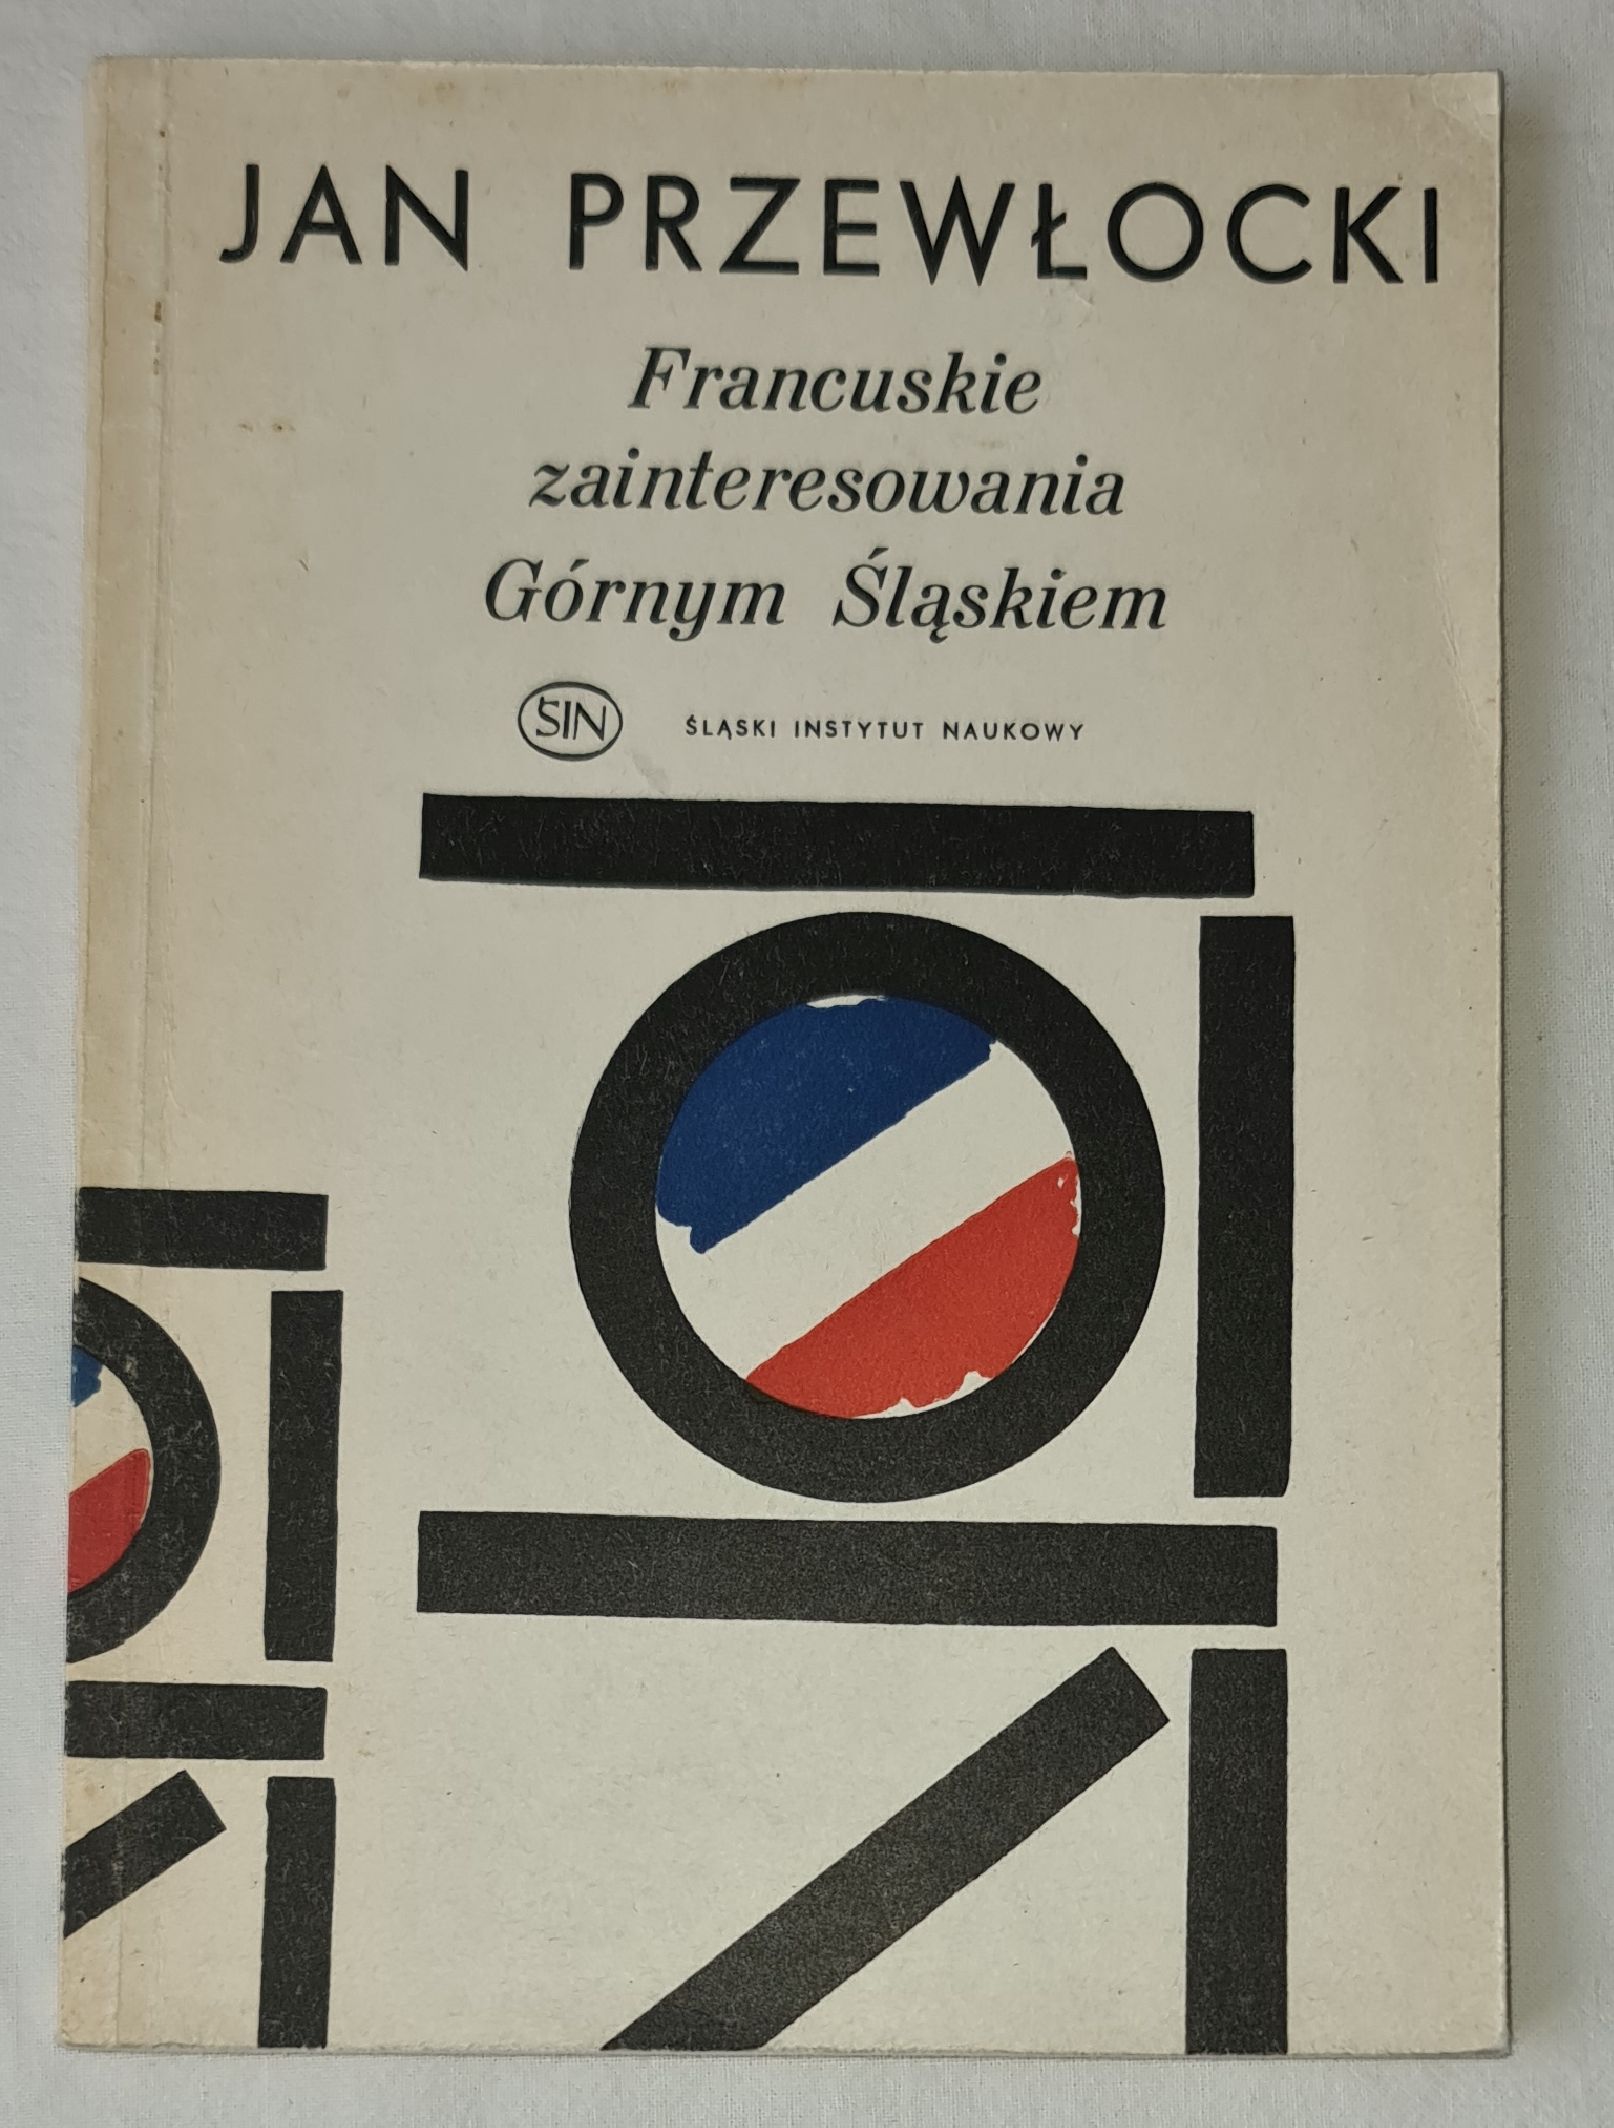 JAN PRZEWŁOCKI
Francuskie
zainteresowania
Górnym Śląskiem
ŚIN ŚLĄSKI INSTYTUT NAUKOWY